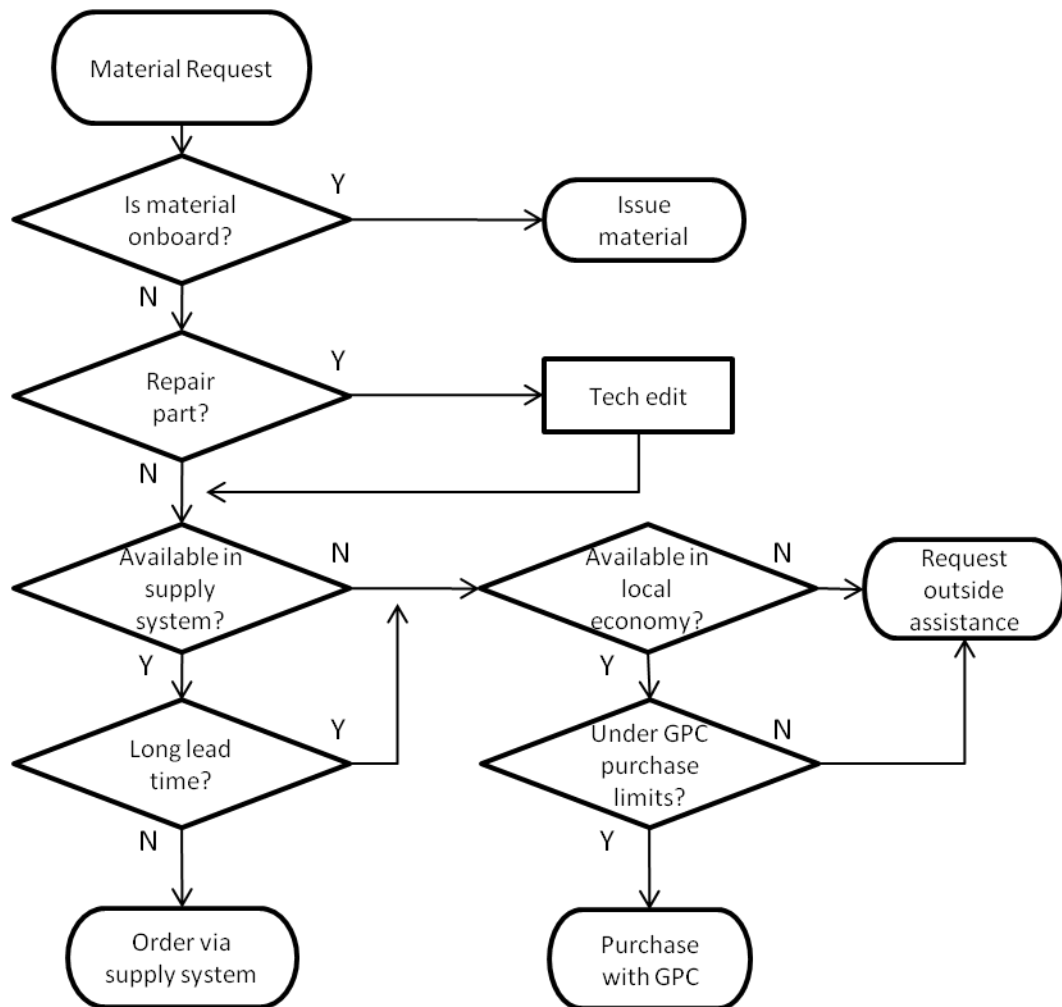 Material Request
Is material
onboard?
Y
Issue
material
N
Repair
part?
Y
Tech edit
N
Available in
supply
system?
N
Available in
local
economy?
N
Request
outside
assistance
Y
Y
Long lead
time?
Y
Under GPC
purchase
limits?
N
N
Y
Order via
supply system
Purchase
with GPC